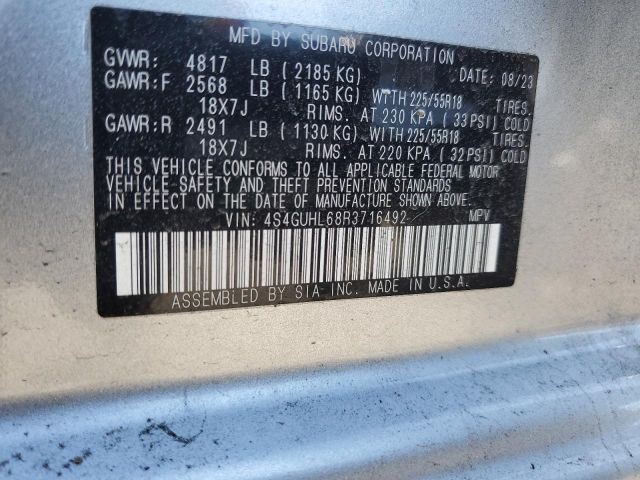 MFD BY SUBARU CORPORATION
GVWR: 4817 LB (2185 KG) DATE: 08/23
GAWR:F 2568 LB (1165 KG) WITH 225/55R18 TIRES.
18X7J RIMS. AT 230 KPA (33 PSI) COLD
GAWR:R 2491 LB (1130 KG) WITH 225/55R18 TIRES.
18X7J RIMS. AT 220 KPA (32 PSI) COLD
THIS VEHICLE CONFORMS TO ALL APPLICABLE FEDERAL MOTOR
VEHICLE SAFETY AND THEFT PREVENTION STANDARDS
IN EFFECT ON THE DATE OF MANUFACTURE SHOWN ABOVE.
VIN: 4S4GUHL68R3716492 MPV
ASSEMBLED BY SIA INC. MADE IN U.S.A.